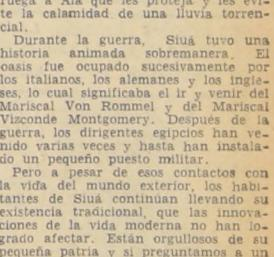 ruega a Alá que les proteja y les evi-
te la calamidad de una lluvia torren-
cial.
Durante la guerra, Siuá tuvo una
historia animada sobremanera. El
oasis fue ocupado sucesivamente por
los italianos, los alemanes y los ingle-
ses, lo cual significaba el ir y venir del
Mariscal Von Rommel y del Mariscal
Vizconde Montgomery. Después de la
guerra, los dirigentes egipcios han ve-
nido varias veces y hasta han instala-
do un pequeño puesto militar.
Pero a pesar de esos contactos con
la vida del mundo exterior, los habi-
tantes de Siuá continúan llevando su
existencia tradicional, que las innova-
ciones de la vida moderna no han lo-
grado afectar. Están orgullosos de su
pequeña patria y si preguntamos a un